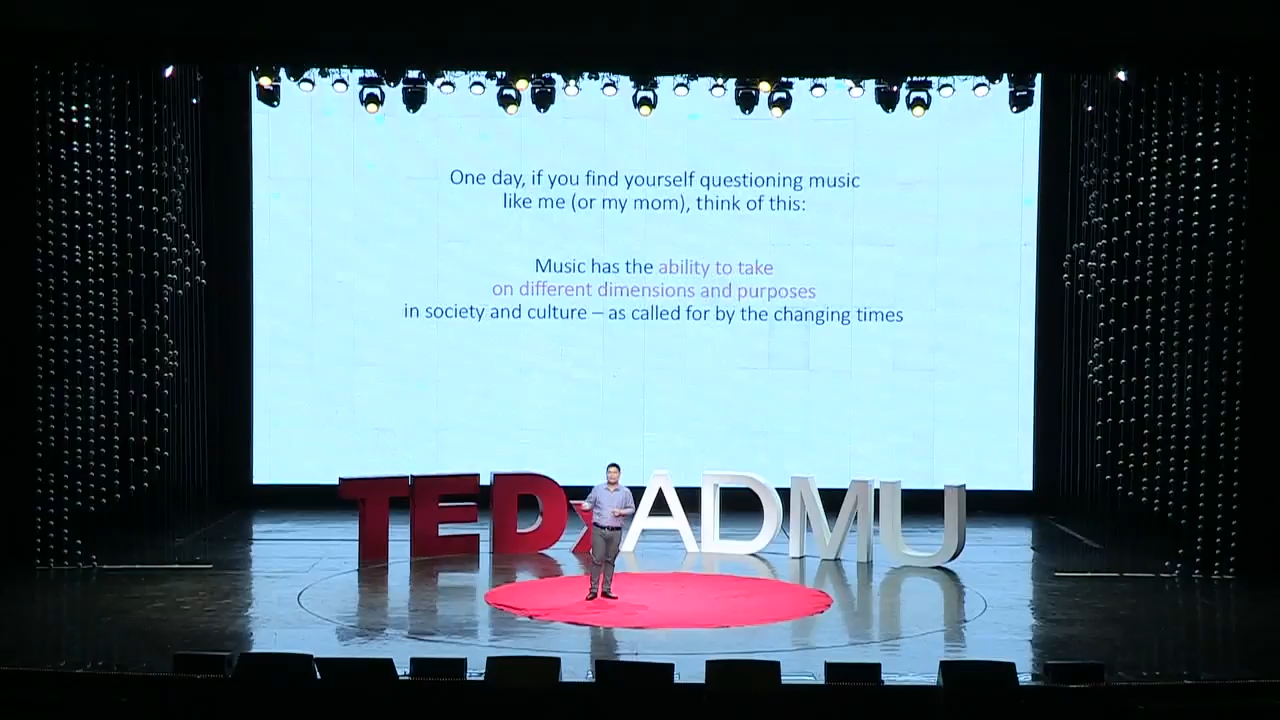 One day, if you find yourself questioning music
like me (or my mom), think of this:
Music has the ability to take
on different dimensions and purposes
in society and culture – as called for by the changing times
TEDxADMU